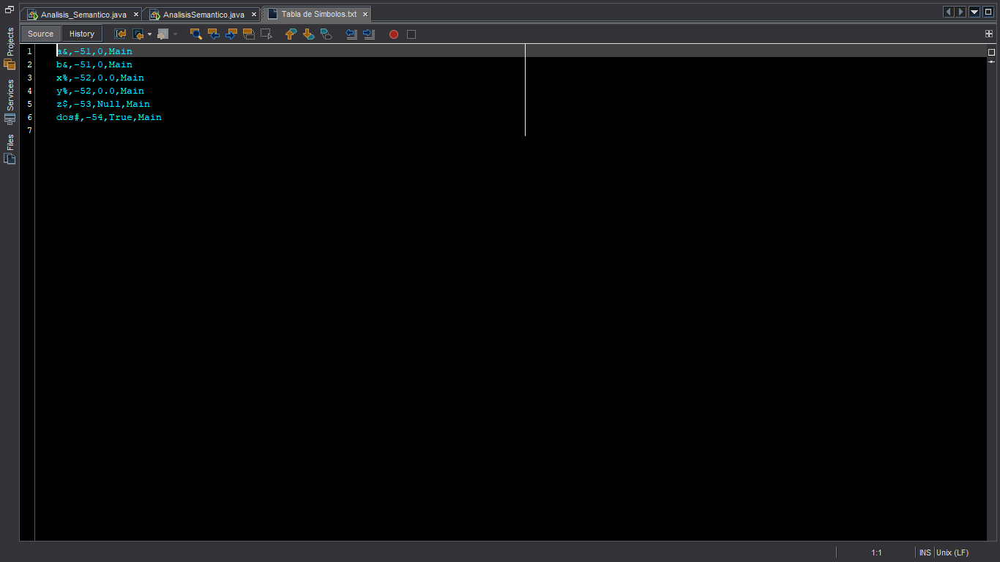 Analisis_Semantico.java
AnalisisSemantico.java
Tabla de Simbolos.txt
Source
History
Projects
Services
Files
1 a&,-51,0,Main
2 b&,-51,0,Main
3 x%,-52,0.0,Main
4 y%,-52,0.0,Main
5 z$,-53,Null,Main
6 dos#,-54,True,Main
7
1:1
INS
Unix (LF)